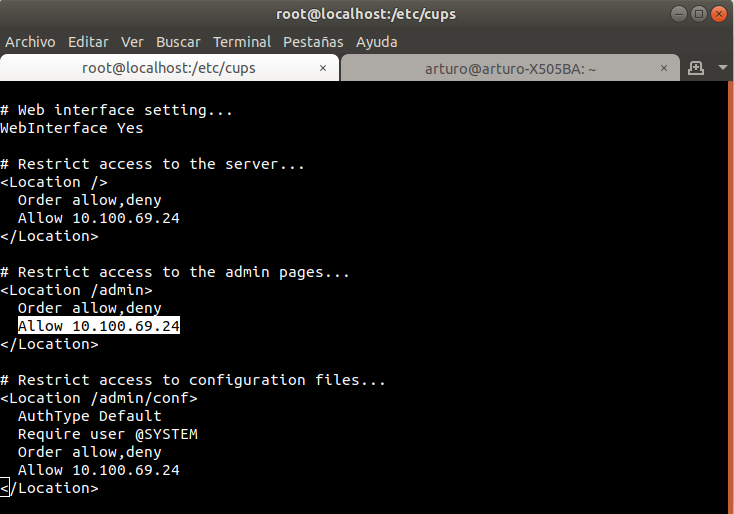 root@localhost:/etc/cups
Archivo Editar Ver Buscar Terminal Pestañas Ayuda
root@localhost:/etc/cups × arturo@arturo-X505BA: ~ ×
# Web interface setting...
WebInterface Yes
# Restrict access to the server...
<Location />
  Order allow,deny
  Allow 10.100.69.24
</Location>
# Restrict access to the admin pages...
<Location /admin>
  Order allow,deny
  Allow 10.100.69.24
</Location>
# Restrict access to configuration files...
<Location /admin/conf>
  AuthType Default
  Require user @SYSTEM
  Order allow,deny
  Allow 10.100.69.24
</Location>